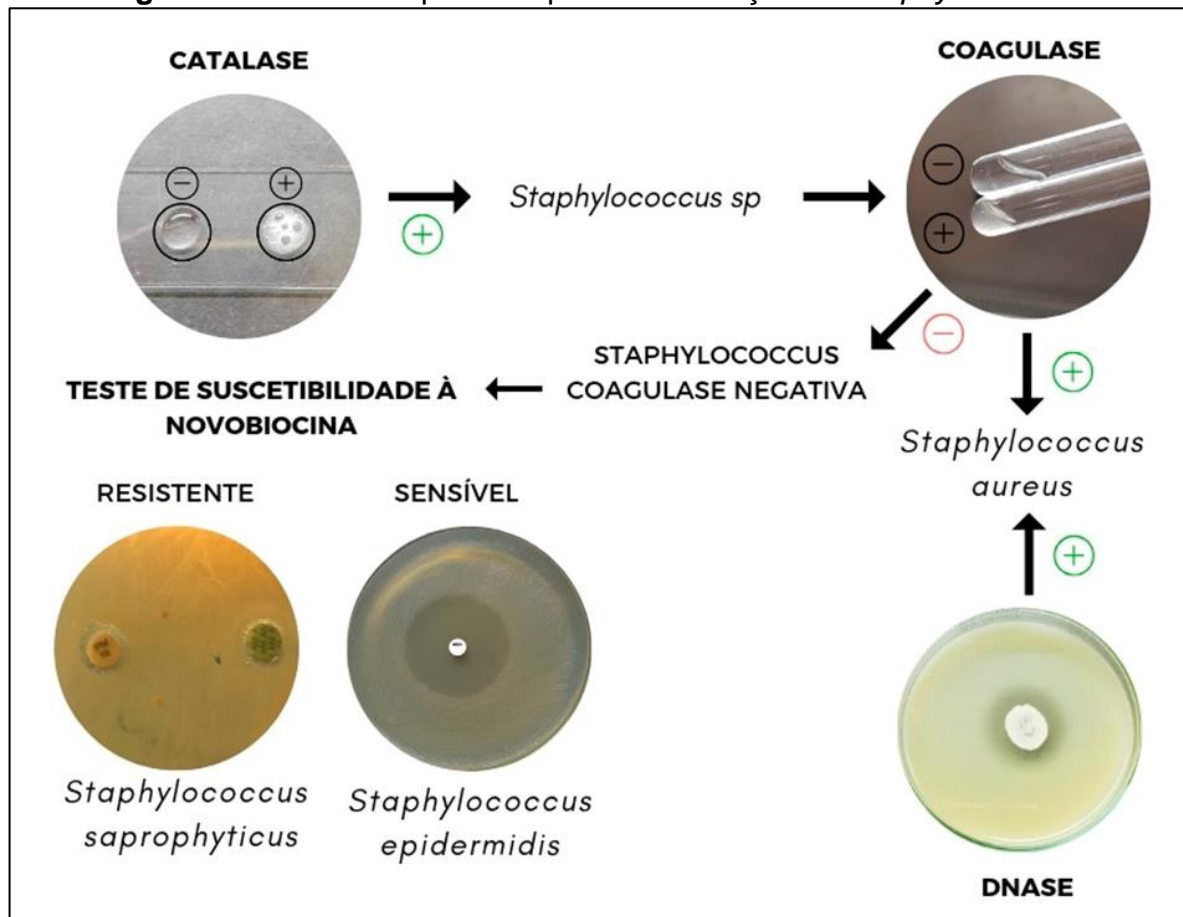 CATALASE
COAGULASE
− +
Staphylococcus sp
−
+
+
−
+
STAPHYLOCOCCUS
COAGULASE NEGATIVA
TESTE DE SUSCETIBILIDADE À
NOVOBIOCINA
Staphylococcus
aureus
RESISTENTE
SENSÍVEL
+
Staphylococcus
saprophyticus
Staphylococcus
epidermidis
DNASE